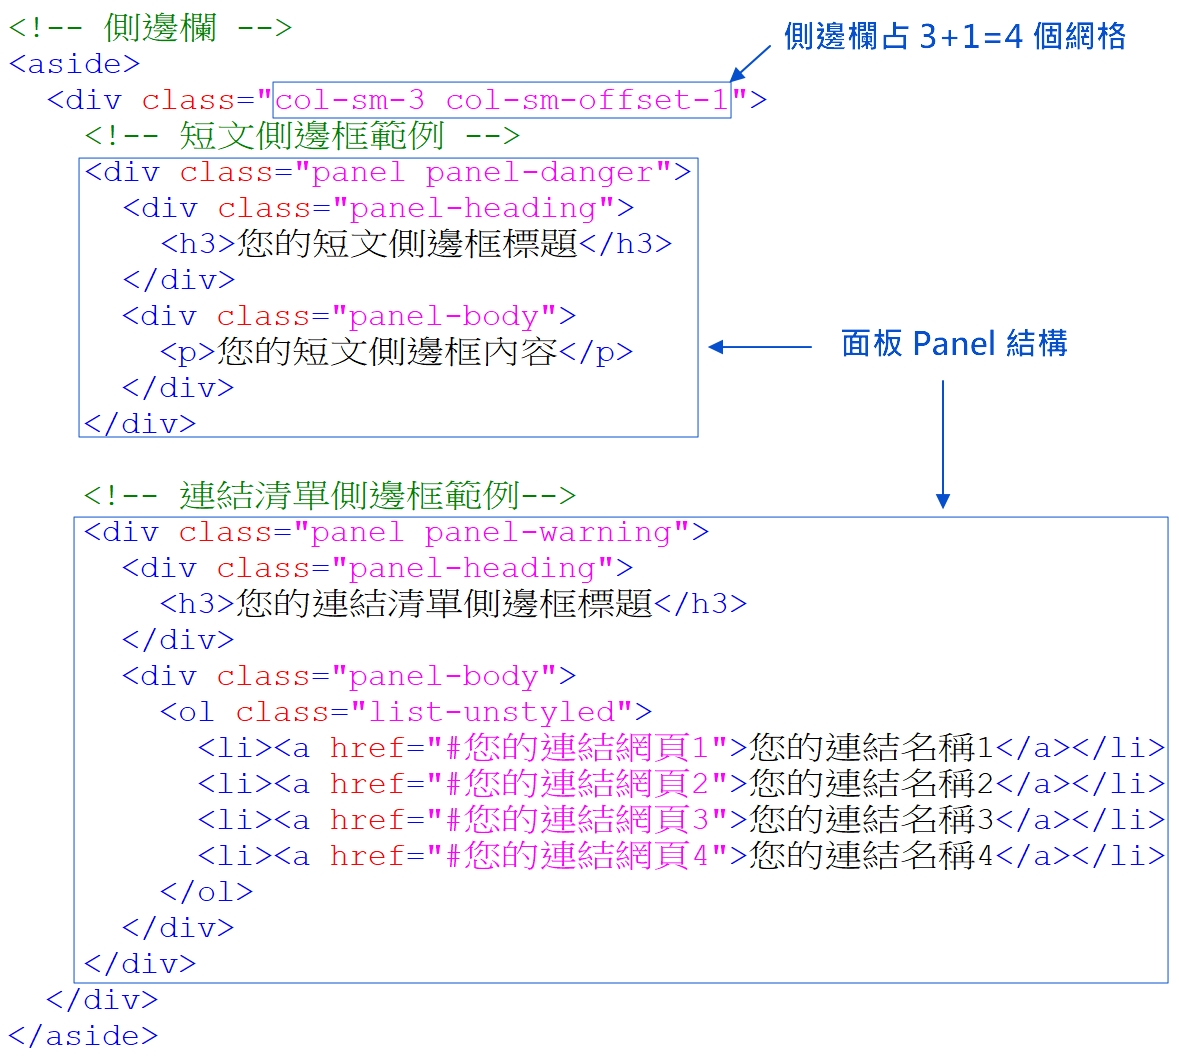 <!-- 側邊欄 -->
側邊欄占 3+1=4 個網格
<aside>
<div class="col-sm-3 col-sm-offset-1">
<!-- 短文側邊框範例 -->
<div class="panel panel-danger">
<div class="panel-heading">
<h3>您的短文側邊框標題</h3>
</div>
<div class="panel-body">
面板 Panel 結構
<p>您的短文側邊框內容</p>
</div>
</div>
<!-- 連結清單側邊框範例-->
<div class="panel panel-warning">
<div class="panel-heading">
<h3>您的連結清單側邊框標題</h3>
</div>
<div class="panel-body">
<ol class="list-unstyled">
<li><a href="#您的連結網頁1">您的連結名稱1</a></li>
<li><a href="#您的連結網頁2">您的連結名稱2</a></li>
<li><a href="#您的連結網頁3">您的連結名稱3</a></li>
<li><a href="#您的連結網頁4">您的連結名稱4</a></li>
</ol>
</div>
</div>
</div>
</aside>